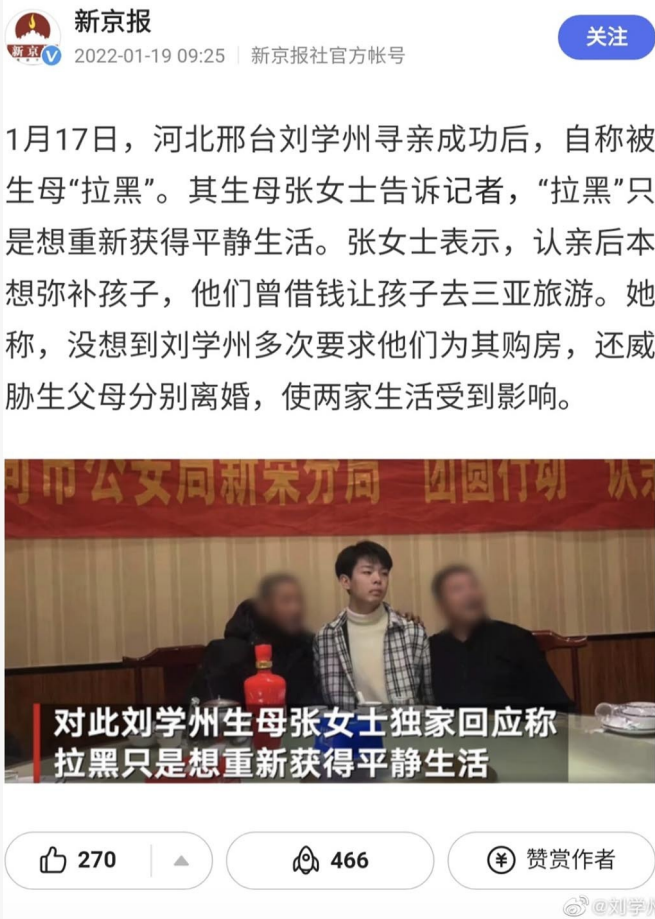 新京报
2022-01-19 09:25 新京报社官方帐号
关注
1月17日，河北邢台刘学州寻亲成功后，自称被
生母“拉黑”。其生母张女士告诉记者，“拉黑”只
是想重新获得平静生活。张女士表示，认亲后本
想弥补孩子，他们曾借钱让孩子去三亚旅游。她
称，没想到刘学州多次要求他们为其购房，还威
胁生父母分别离婚，使两家生活受到影响。
市公安局新荣分局 团圆行动 认亲
对此刘学州生母张女士独家回应称
拉黑只是想重新获得平静生活
270
466
赞赏作者
@刘学州